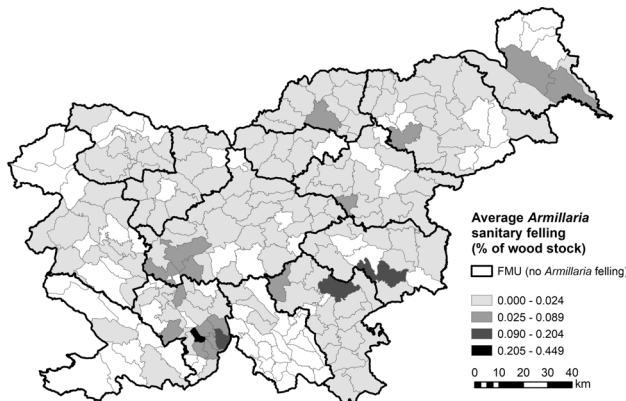 Average Armillaria
sanitary felling
(% of wood stock)
FMU (no Armillaria felling)
0.000 - 0.024
0.025 - 0.089
0.090 - 0.204
0.205 - 0.449
0 10 20 30 40
km